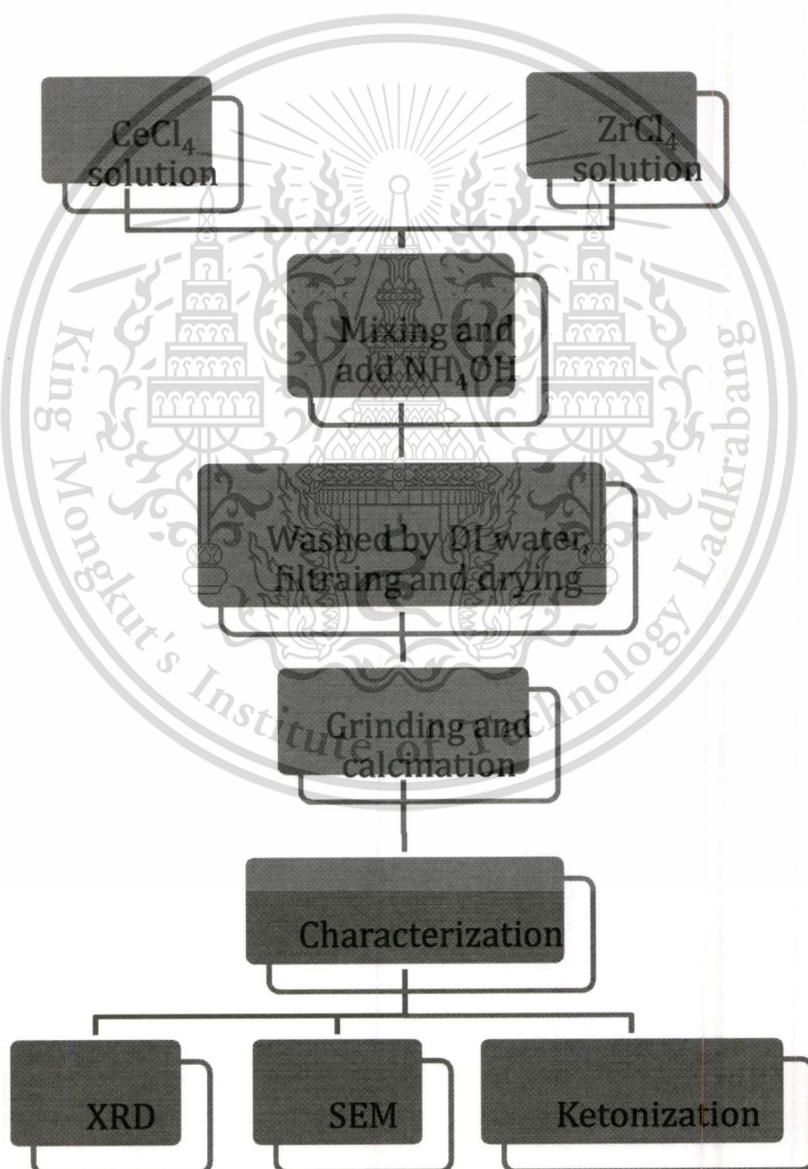 CeCl₄
solution
ZrCl₄
solution
Mixing and
add NH₄OH
Washed by DI water,
filtraing and drying
Grinding and
calcination
Characterization
XRD
SEM
Ketonization
King Mongkut's Institute of Technology Ladkrabang